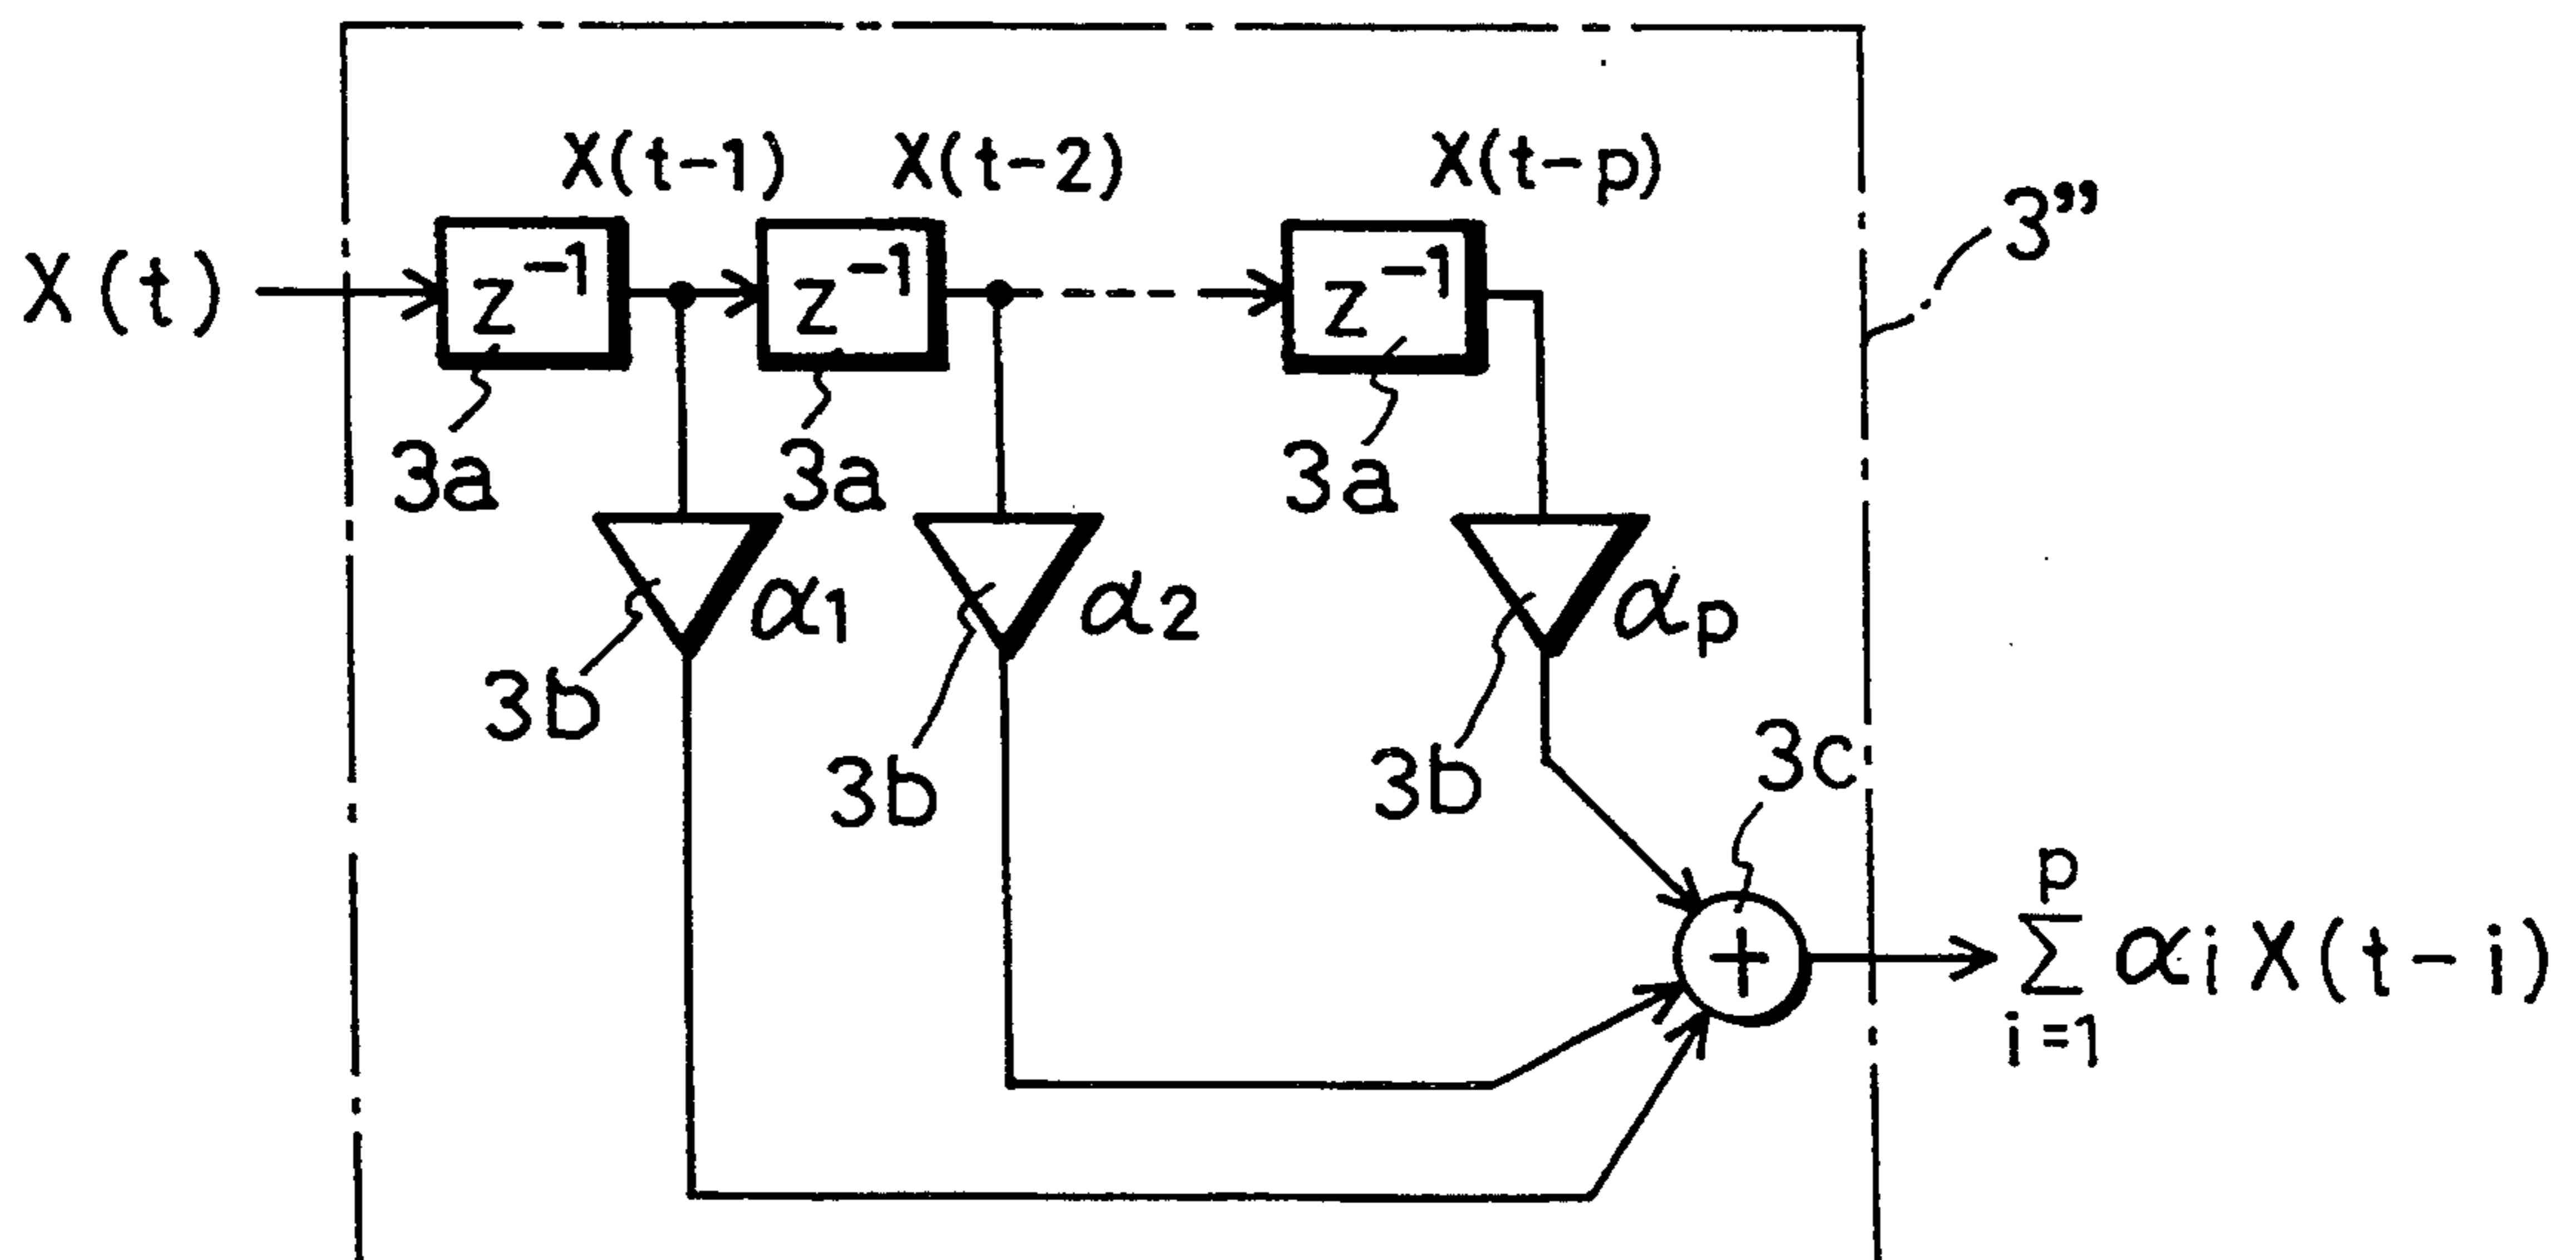 X(t-1) X(t-2) X(t-p)
3”
X(t) z⁻¹ z⁻¹ z⁻¹
3a 3a 3a
α1 α2 αp
3b 3b 3b
3c
p
Σ αi X(t-i)
i=1
+